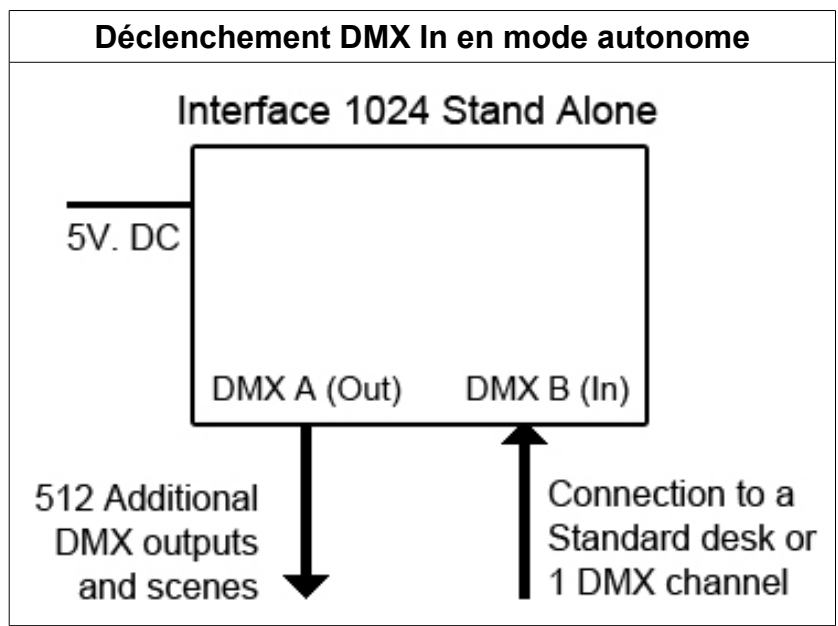 Déclenchement DMX In en mode autonome
Interface 1024 Stand Alone
5V. DC
DMX A (Out)
DMX B (In)
512 Additional
DMX outputs
and scenes
Connection to a
Standard desk or
1 DMX channel